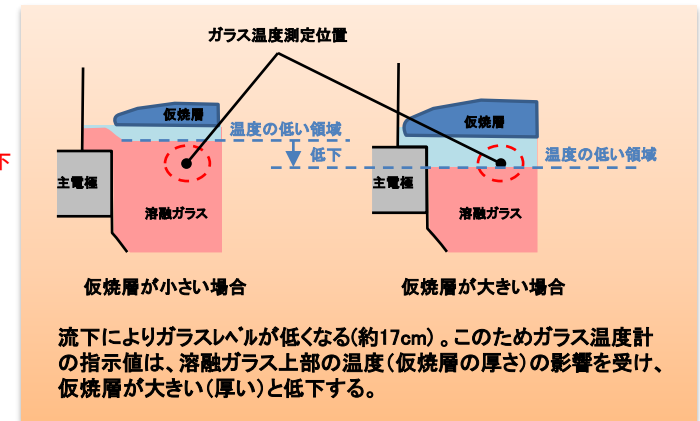 ガラス温度測定位置
仮焼層
仮焼層
温度の低い領域
低下
温度の低い領域
下
主電極
主電極
溶融ガラス
溶融ガラス
仮焼層が小さい場合
仮焼層が大きい場合
流下によりガラスレベルが低くなる(約17cm) 。このためガラス温度計
の指示値は、溶融ガラス上部の温度(仮焼層の厚さ)の影響を受け、
仮焼層が大きい(厚い)と低下する。